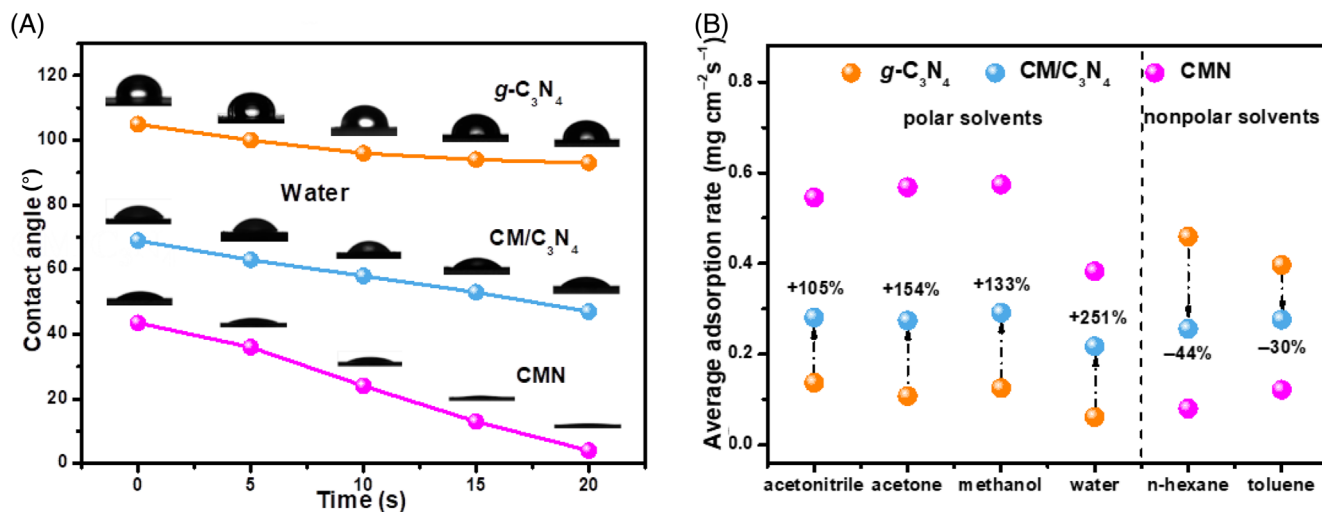 (A)
Contact angle (°)
120
100
80
60
40
20
0
g-C₃N₄
Water
CM/C₃N₄
CMN
0 5 10 15 20
Time (s)
(B)
Average adsorption rate (mg cm⁻² s⁻¹)
0.8
0.6
0.4
0.2
0.0
g-C₃N₄ CM/C₃N₄ CMN
polar solvents nonpolar solvents
+105% +154% +133% +251% –44% –30%
acetonitrile acetone methanol water n-hexane toluene